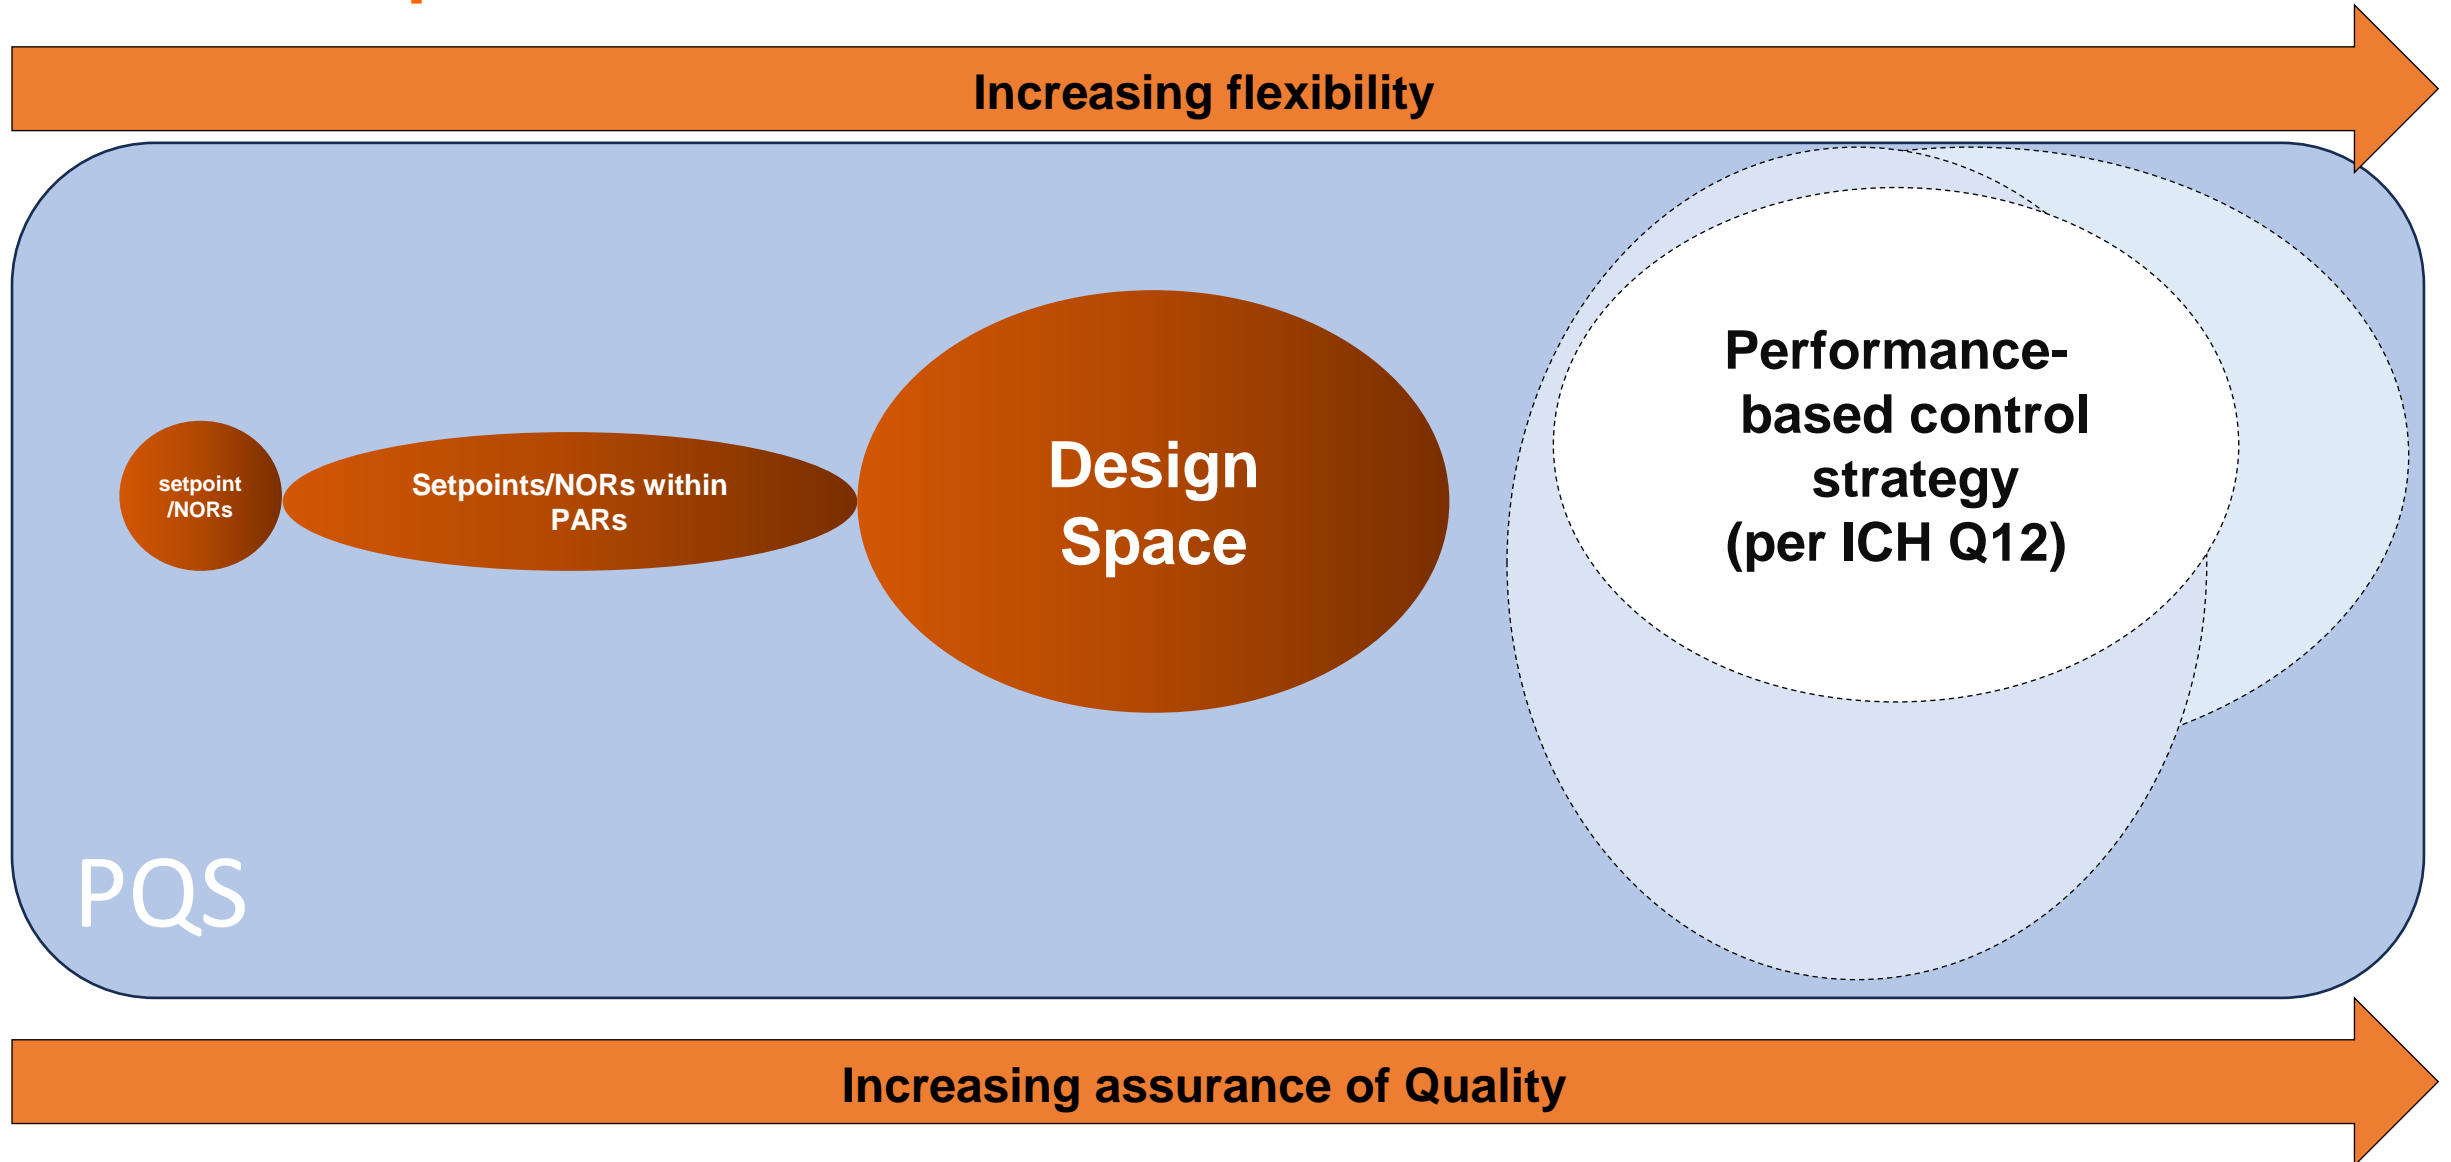 Increasing flexibility
setpoint
/NORs
Setpoints/NORs within
PARs
Design
Space
Performance-
based control
strategy
(per ICH Q12)
PQS
Increasing assurance of Quality